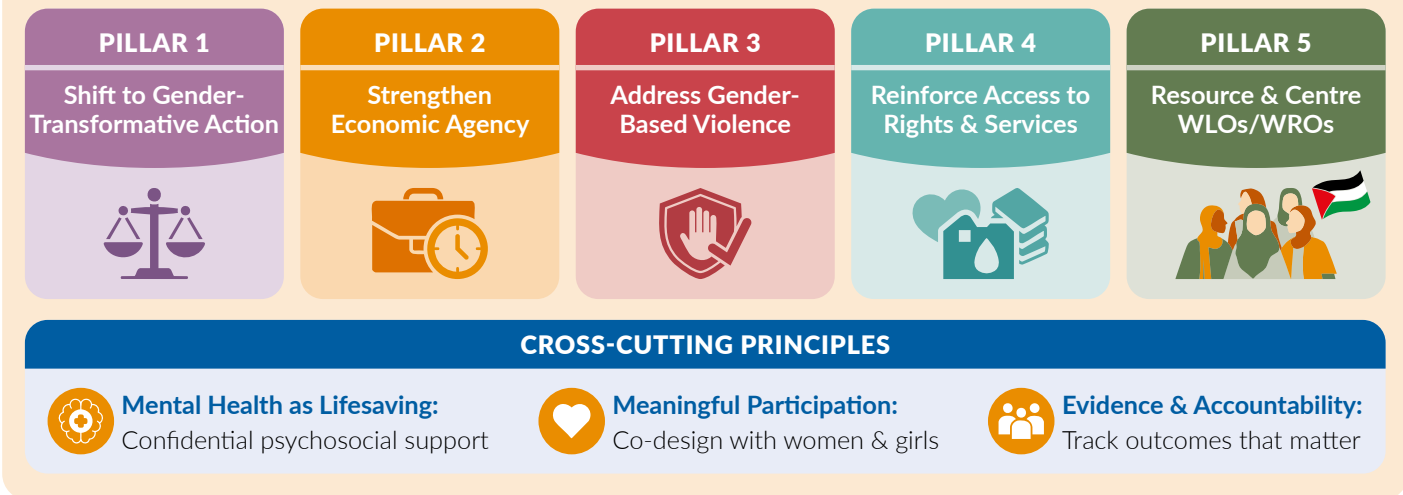 PILLAR 1
Shift to Gender-
Transformative Action
PILLAR 2
Strengthen
Economic Agency
PILLAR 3
Address Gender-
Based Violence
PILLAR 4
Reinforce Access to
Rights & Services
PILLAR 5
Resource & Centre
WLOs/WROs
CROSS-CUTTING PRINCIPLES
Mental Health as Lifesaving:
Confidential psychosocial support
Meaningful Participation:
Co-design with women & girls
Evidence & Accountability:
Track outcomes that matter